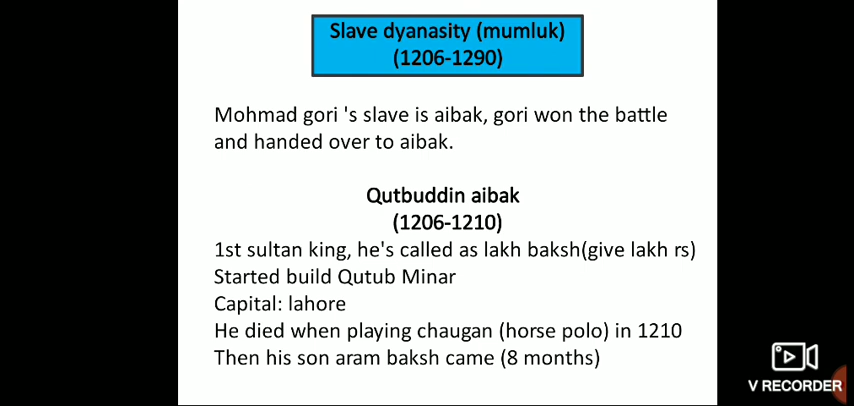 Slave dyanasity (mumluk)
(1206-1290)
Mohmad gori 's slave is aibak, gori won the battle
and handed over to aibak.
Qutbuddin aibak
(1206-1210)
1st sultan king, he's called as lakh baksh(give lakh rs)
Started build Qutub Minar
Capital: lahore
He died when playing chaugan (horse polo) in 1210
Then his son aram baksh came (8 months)
V RECORDER